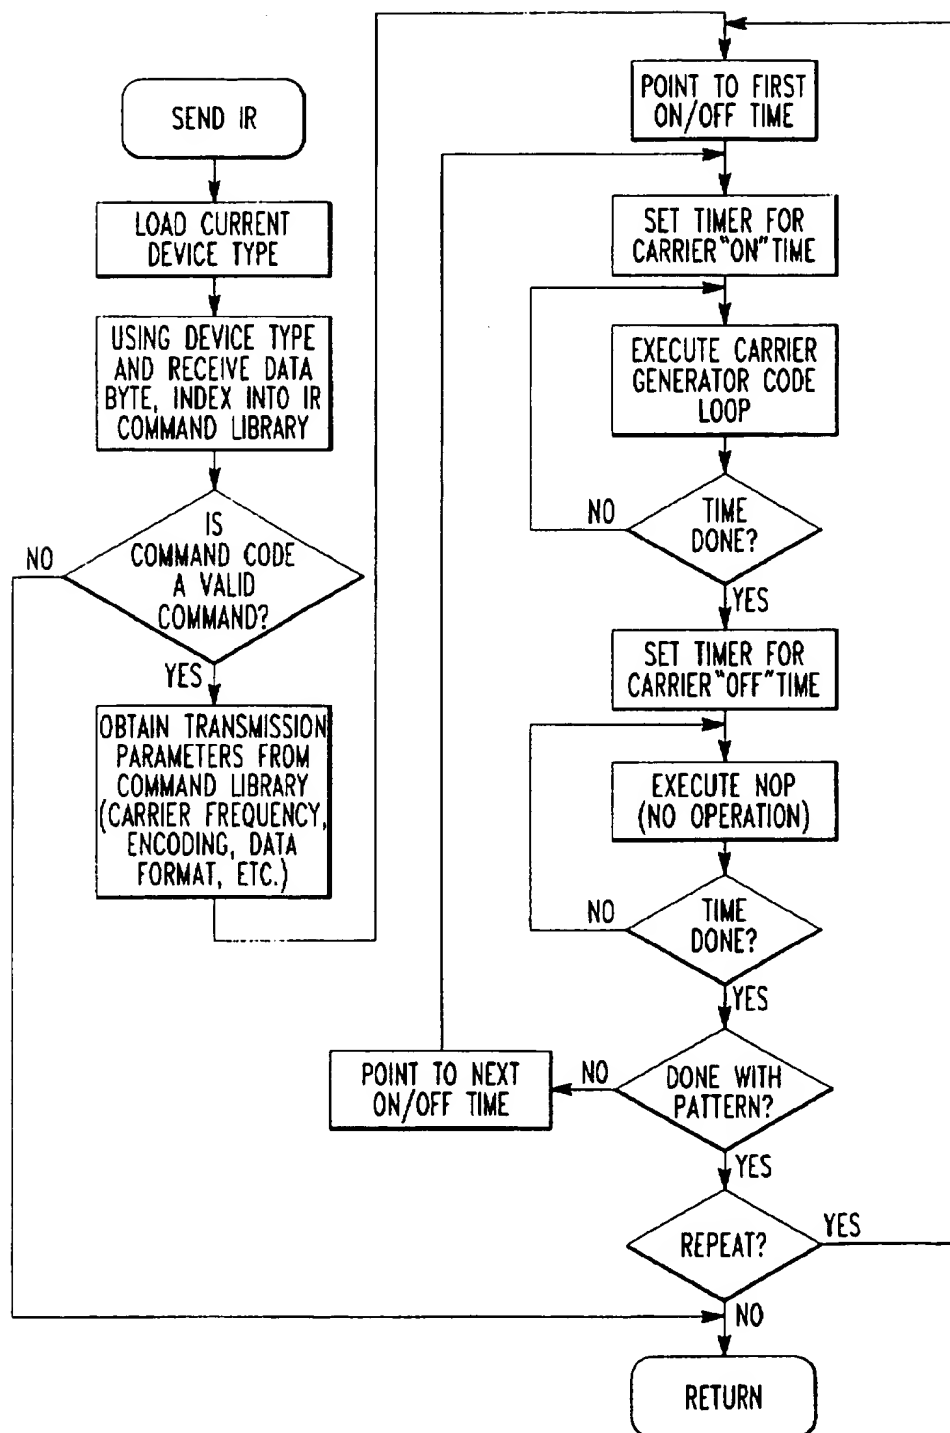 SEND IR
LOAD CURRENT
DEVICE TYPE
USING DEVICE TYPE
AND RECEIVE DATA
BYTE, INDEX INTO IR
COMMAND LIBRARY
IS
COMMAND CODE
A VALID
COMMAND?
NO
YES
OBTAIN TRANSMISSION
PARAMETERS FROM
COMMAND LIBRARY
(CARRIER FREQUENCY,
ENCODING, DATA
FORMAT, ETC.)
POINT TO FIRST
ON/OFF TIME
SET TIMER FOR
CARRIER "ON" TIME
EXECUTE CARRIER
GENERATOR CODE
LOOP
TIME
DONE?
NO
YES
SET TIMER FOR
CARRIER "OFF" TIME
EXECUTE NOP
(NO OPERATION)
TIME
DONE?
NO
YES
DONE WITH
PATTERN?
NO
POINT TO NEXT
ON/OFF TIME
YES
REPEAT?
YES
NO
RETURN